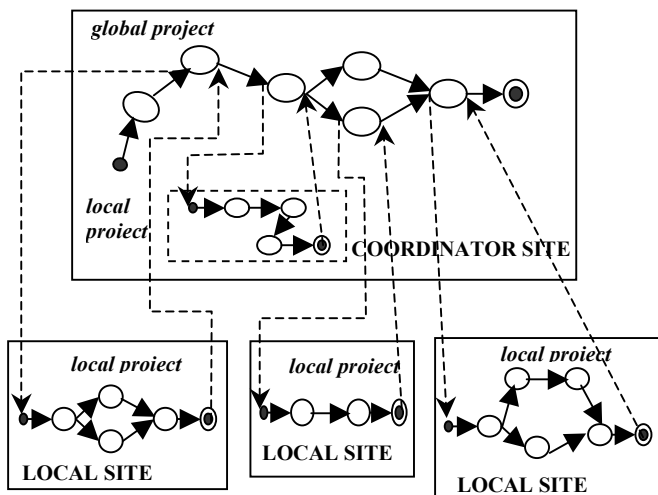 global project
local
proiect
COORDINATOR SITE
local proiect
LOCAL SITE
local proiect
LOCAL SITE
local proiect
LOCAL SITE